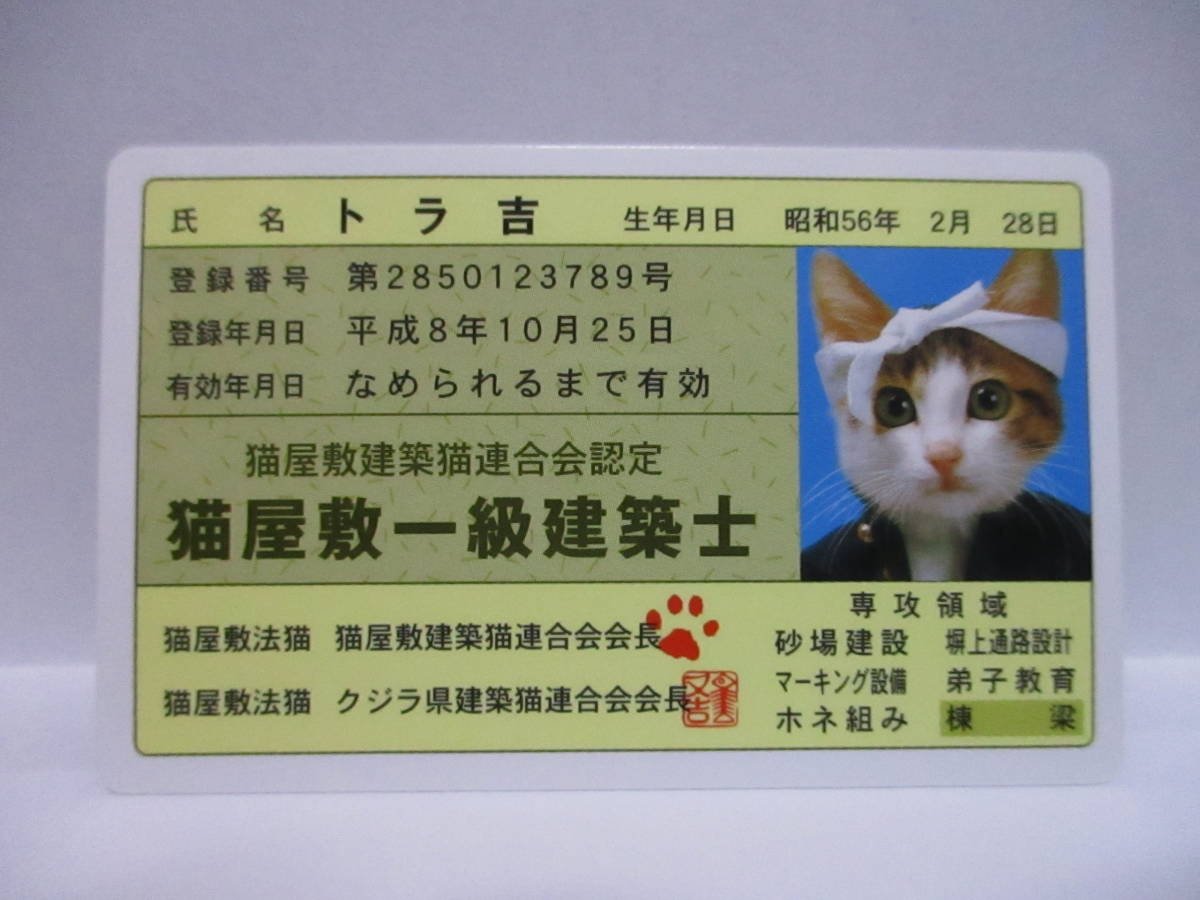 氏 名 トラ吉 生年月日 昭和56年 2月 28日
登録番号 第2850123789号
登録年月日 平成8年10月25日
有効年月日 なめられるまで有効
猫屋敷建築猫連合会認定
猫屋敷一級建築士
猫屋敷法猫 猫屋敷建築猫連合会会長
猫屋敷法猫 クジラ県建築猫連合会会長
専攻領域
砂場建設 塀上通路設計
マーキング設備 弟子教育
ホネ組み 棟梁